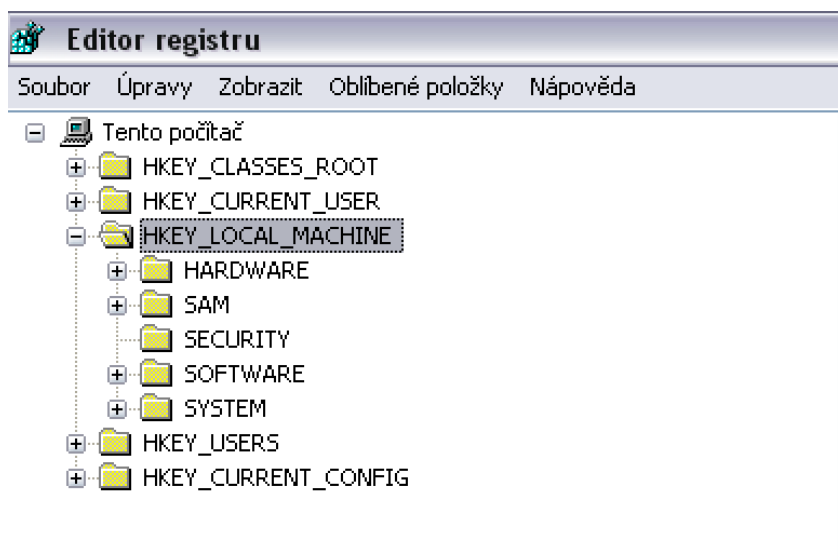 Editor registru
Soubor Úpravy Zobrazit Oblíbené položky Nápověda
Tento počítač
HKEY_CLASSES_ROOT
HKEY_CURRENT_USER
HKEY_LOCAL_MACHINE
HARDWARE
SAM
SECURITY
SOFTWARE
SYSTEM
HKEY_USERS
HKEY_CURRENT_CONFIG